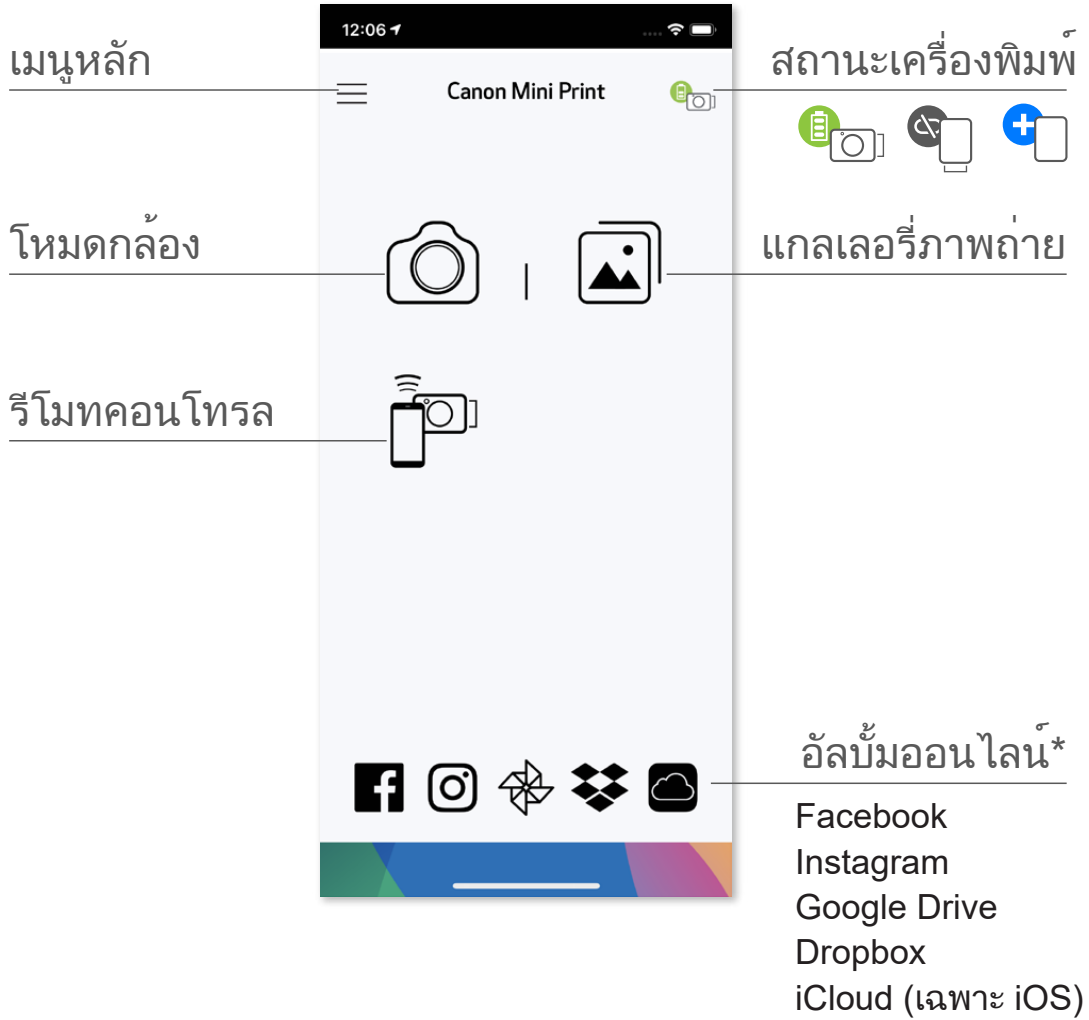 12:06
เมนูหลัก
Canon Mini Print
สถานะเครื่องพิมพ์
โหมดกล้อง
แกลเลอรี่ภาพถ่าย
รีโมทคอนโทรล
อัลบั้มออนไลน์*
Facebook
Instagram
Google Drive
Dropbox
iCloud (เฉพาะ iOS)